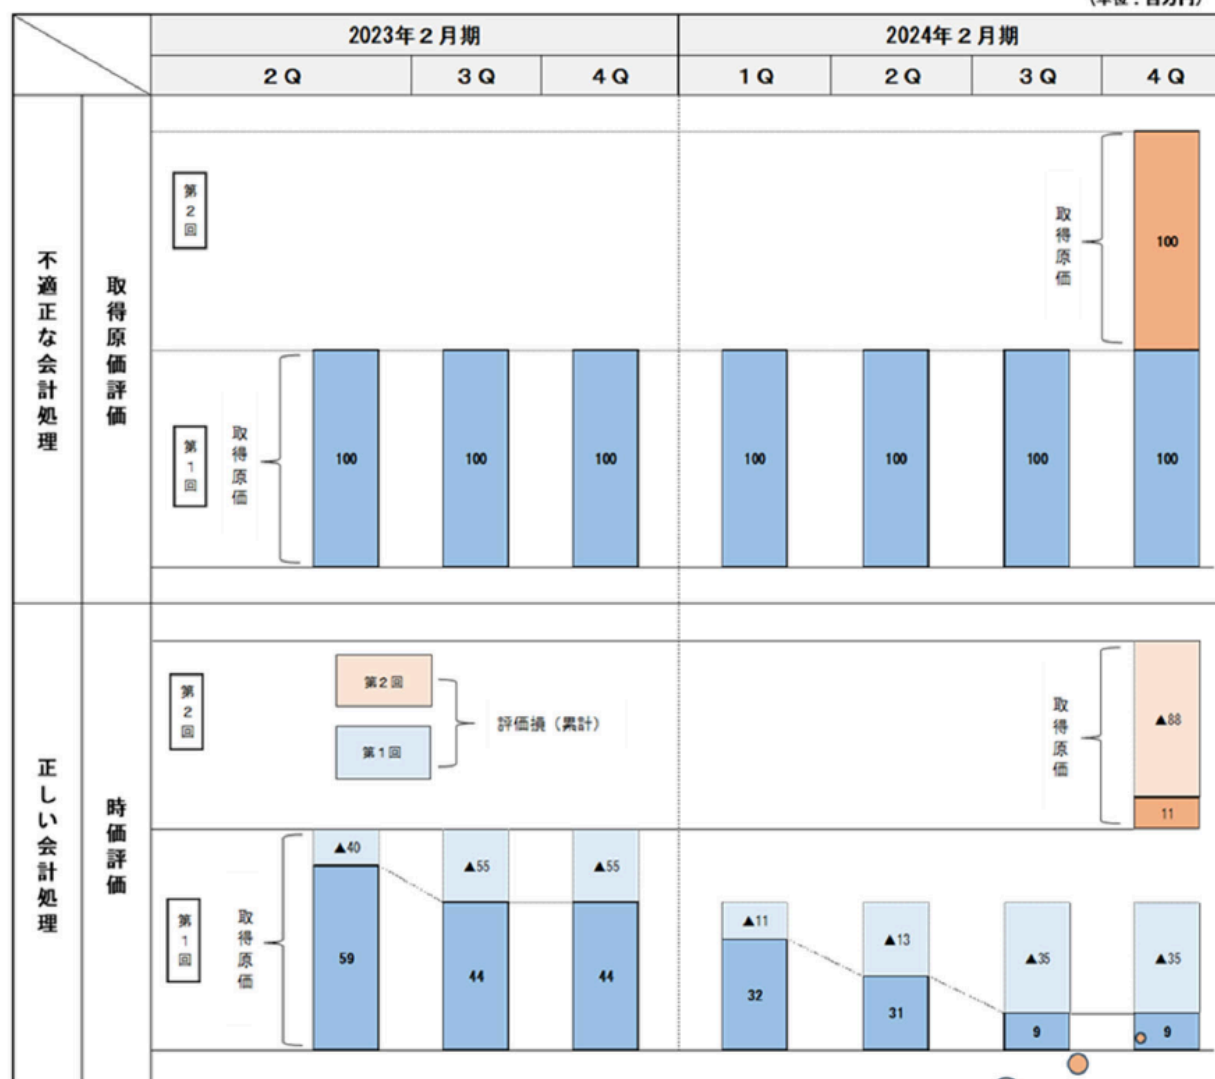 (単位:百万円)
2023年2月期 2024年2月期
2Q 3Q 4Q 1Q 2Q 3Q 4Q
不適正な会計処理
取得原価評価
第2回
取得原価
100
第1回
取得原価
100 100 100 100 100 100 100
正しい会計処理
時価評価
第2回
第2回
第1回
評価損(累計)
取得原価
▲88
11
第1回
取得原価
▲40 ▲55 ▲55 ▲11 ▲13 ▲35 ▲35
59 44 44 32 31 9 9